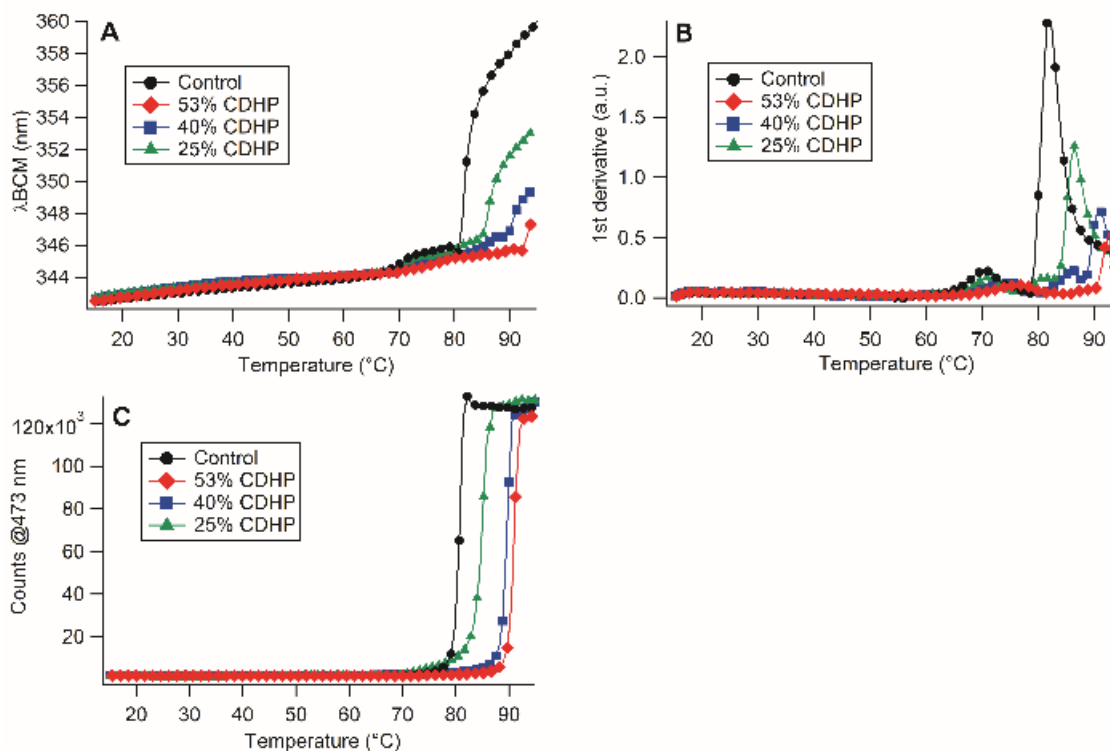 A
λBCM (nm)
360
356
354
352
350
348
346
344
Control
53% CDHP
40% CDHP
25% CDHP
20 30 40 50 60 70 80 90
Temperature (°C)
B
1st derivative (a.u.)
2.0
1.5
1.0
0.5
0.0
Control
53% CDHP
40% CDHP
25% CDHP
20 30 40 50 60 70 80 90
Temperature (°C)
C
Counts @473 nm
120x10³
100
80
60
40
20
Control
53% CDHP
40% CDHP
25% CDHP
20 30 40 50 60 70 80 90
Temperature (°C)